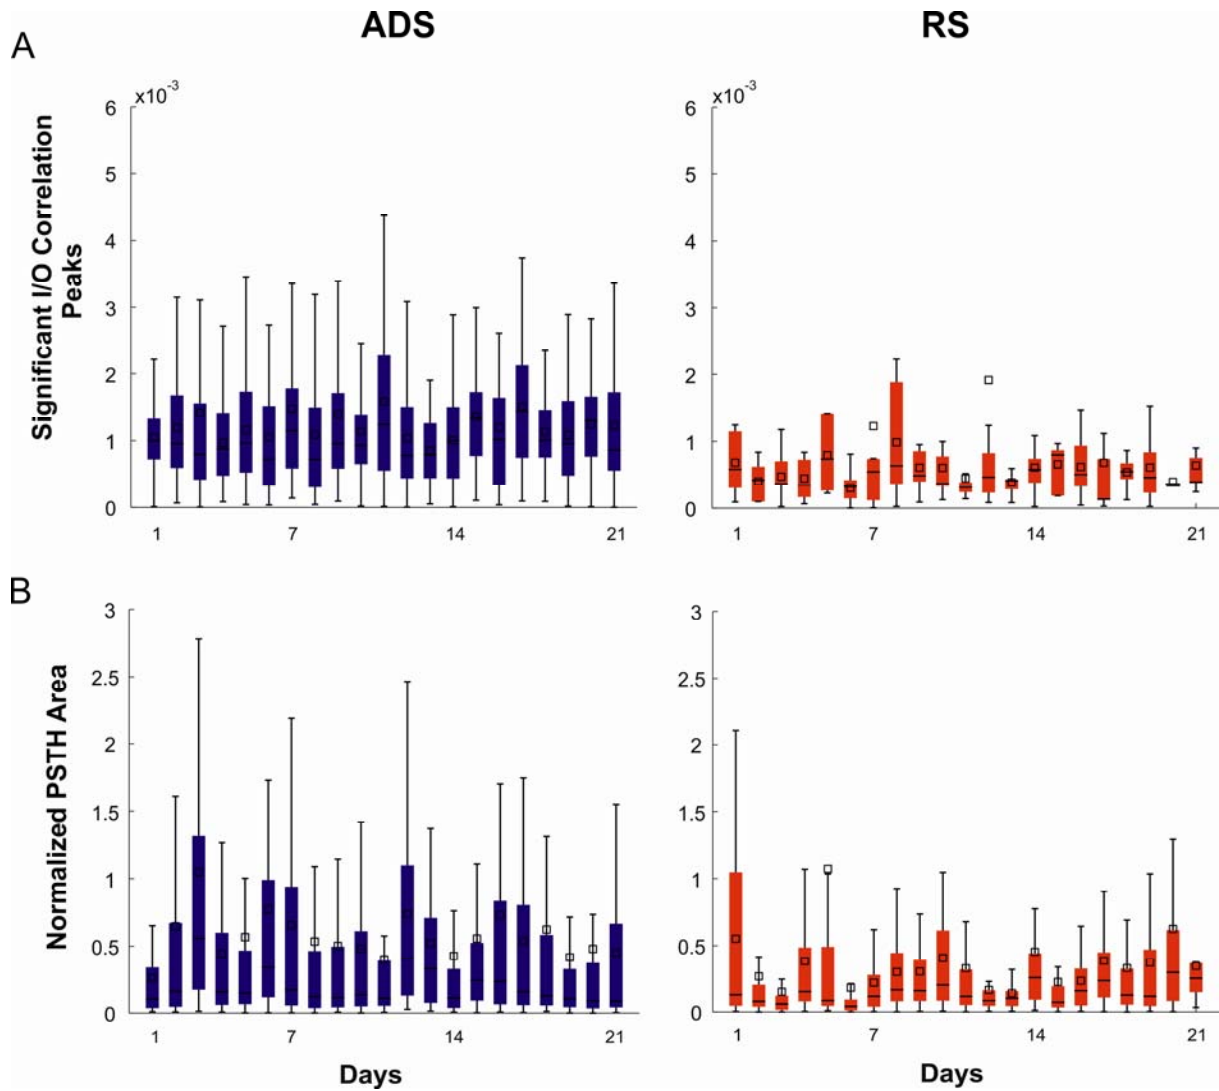 ADS RS
A
x10-3 x10-3
Significant I/O Correlation
Peaks
6 6
5 5
4 4
3 3
2 2
1 1
0 0
1 7 14 21 1 7 14 21
B
Normalized PSTH Area
3 3
2.5 2.5
2 2
1.5 1.5
1 1
0.5 0.5
0 0
1 7 14 21 1 7 14 21
Days Days